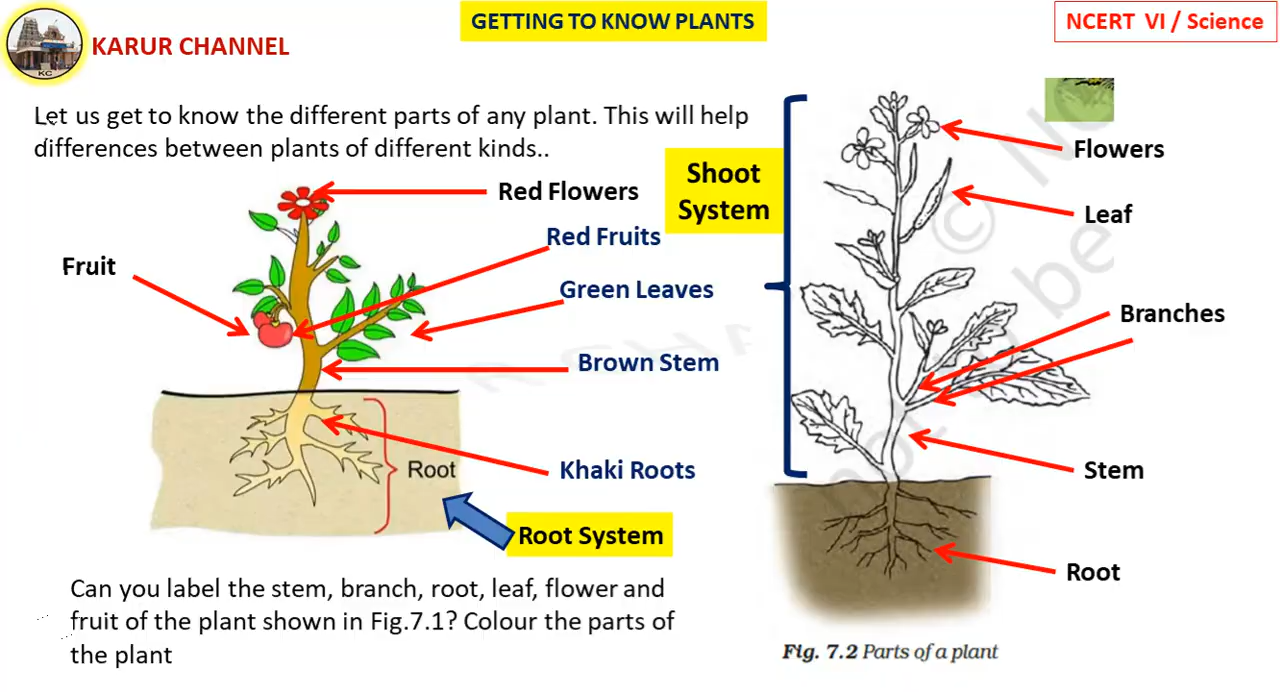 GETTING TO KNOW PLANTS
NCERT VI / Science
KARUR CHANNEL
KC
Let us get to know the different parts of any plant. This will help
differences between plants of different kinds..
Shoot
System
Flowers
Red Flowers
Leaf
Red Fruits
Fruit
Green Leaves
Branches
Brown Stem
Root
Khaki Roots
Stem
Root System
Root
Can you label the stem, branch, root, leaf, flower and
fruit of the plant shown in Fig.7.1? Colour the parts of
the plant
Fig. 7.2 Parts of a plant